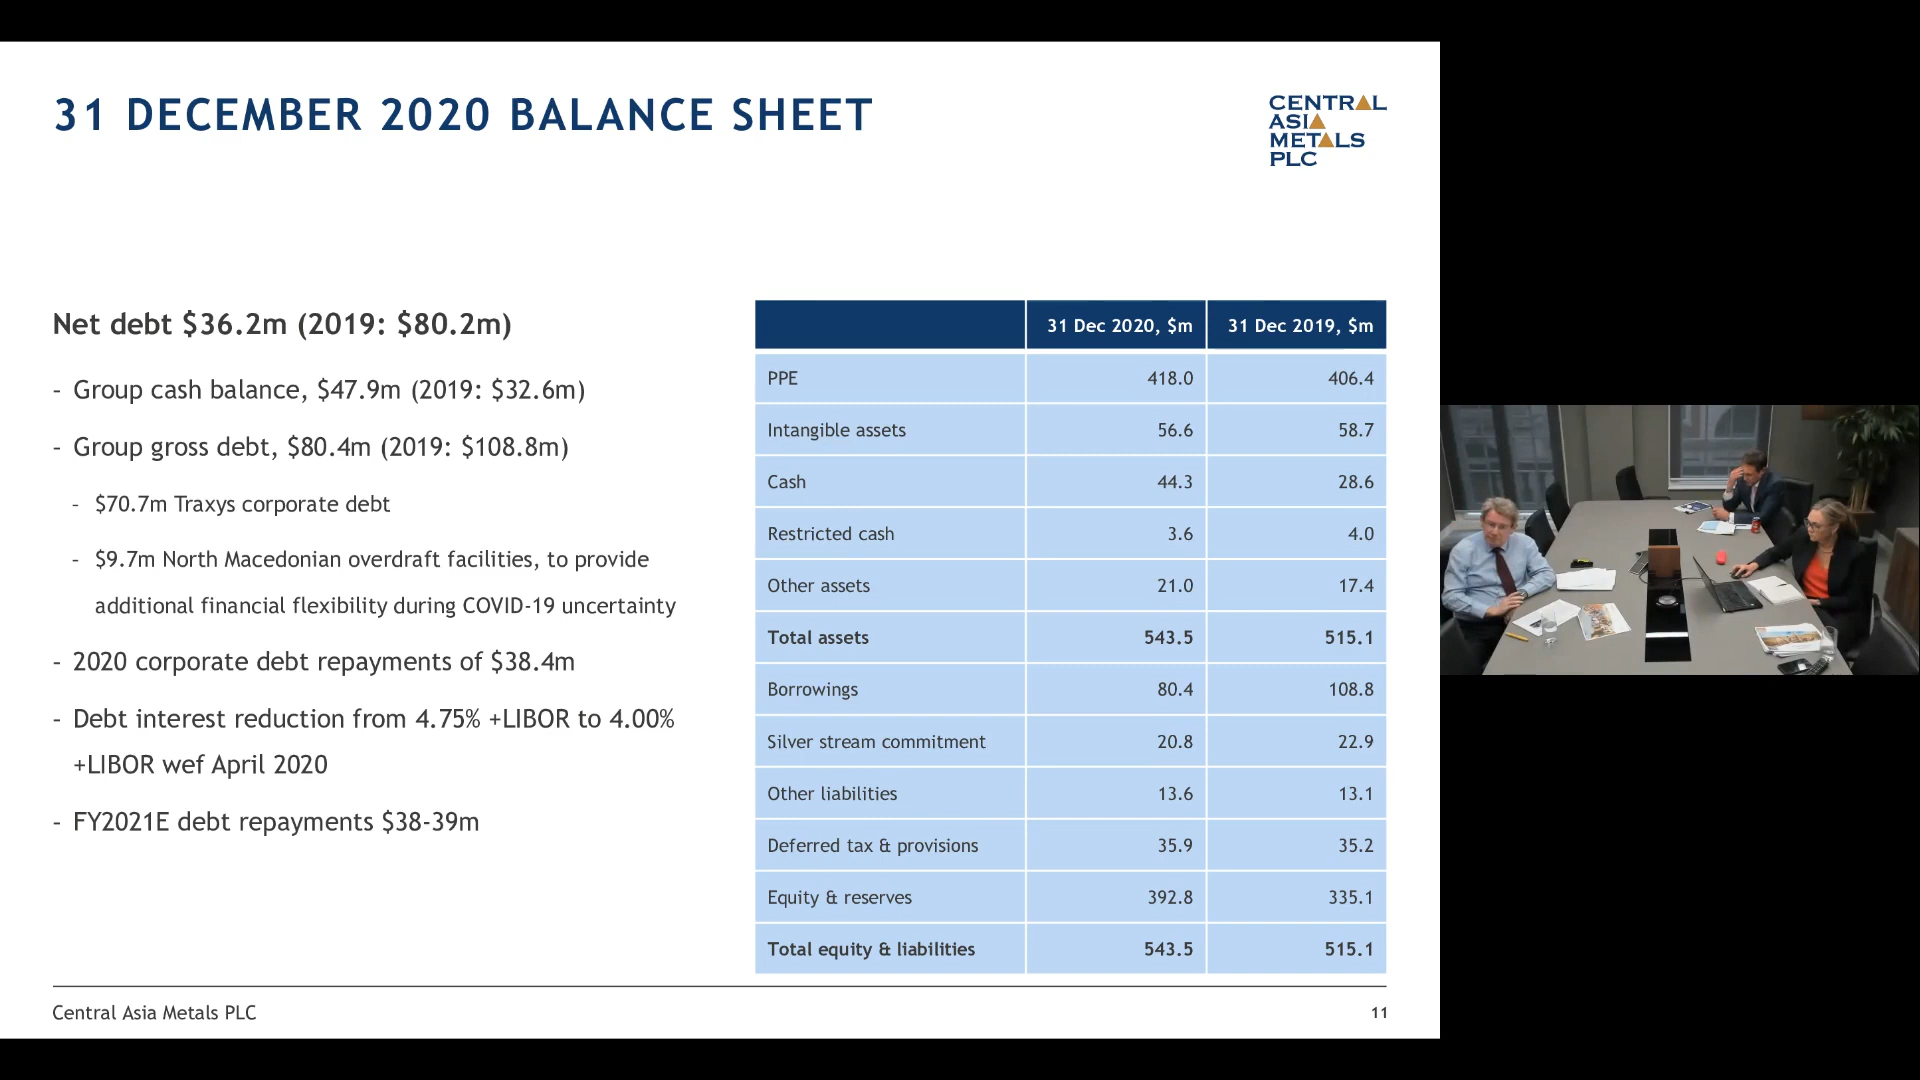 31 DECEMBER 2020 BALANCE SHEET
CENTRAL
ASIA
METALS
PLC
Net debt $36.2m (2019: $80.2m)
- Group cash balance, $47.9m (2019: $32.6m)
- Group gross debt, $80.4m (2019: $108.8m)
- $70.7m Traxys corporate debt
- $9.7m North Macedonian overdraft facilities, to provide
additional financial flexibility during COVID-19 uncertainty
- 2020 corporate debt repayments of $38.4m
- Debt interest reduction from 4.75% +LIBOR to 4.00%
+LIBOR wef April 2020
- FY2021E debt repayments $38-39m
31 Dec 2020, $m 31 Dec 2019, $m
PPE 418.0 406.4
Intangible assets 56.6 58.7
Cash 44.3 28.6
Restricted cash 3.6 4.0
Other assets 21.0 17.4
Total assets 543.5 515.1
Borrowings 80.4 108.8
Silver stream commitment 20.8 22.9
Other liabilities 13.6 13.1
Deferred tax & provisions 35.9 35.2
Equity & reserves 392.8 335.1
Total equity & liabilities 543.5 515.1
Central Asia Metals PLC 11